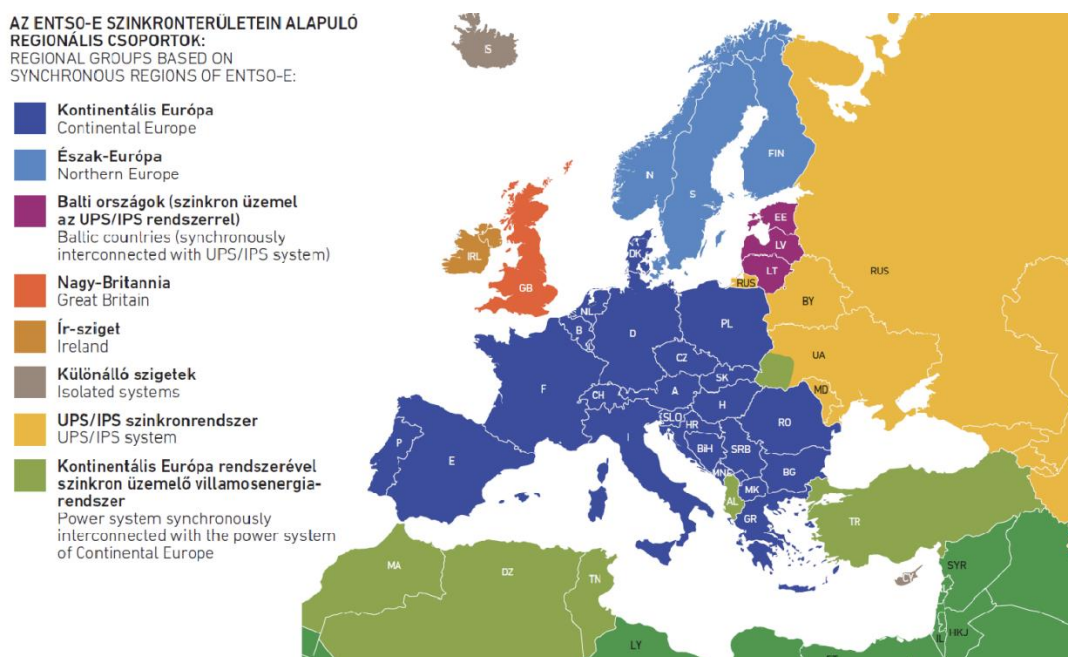 AZ ENTSO-E SZINKRONTERÜLETEIN ALAPULÓ
REGIONÁLIS CSOPORTOK:
REGIONAL GROUPS BASED ON
SYNCHRONOUS REGIONS OF ENTSO-E:
Kontinentális Európa
Continental Europe
Észak-Európa
Northern Europe
Balti országok (szinkron üzemel
az UPS/IPS rendszerrel)
Baltic countries (synchronously
interconnected with UPS/IPS system)
Nagy-Britannia
Great Britain
Ír-sziget
Ireland
Különálló szigetek
Isolated systems
UPS/IPS szinkronrendszer
UPS/IPS system
Kontinentális Európa rendszerével
szinkron üzemelő villamosenergia-
rendszer
Power system synchronously
interconnected with the power system
of Continental Europe
IS
FIN
IN
S
EE
LV
LT
DK
RUS
RUS
IRL
GB
BY
NL
B
D
PL
UA
CZ
SK
MD
F
CH
A
H
SLO
HR
RO
I
BiH
SRB
P
E
MNE
BG
MK
AL
GR
TR
MA
DZ
TN
CY
SYR
IL
HKJ
LY